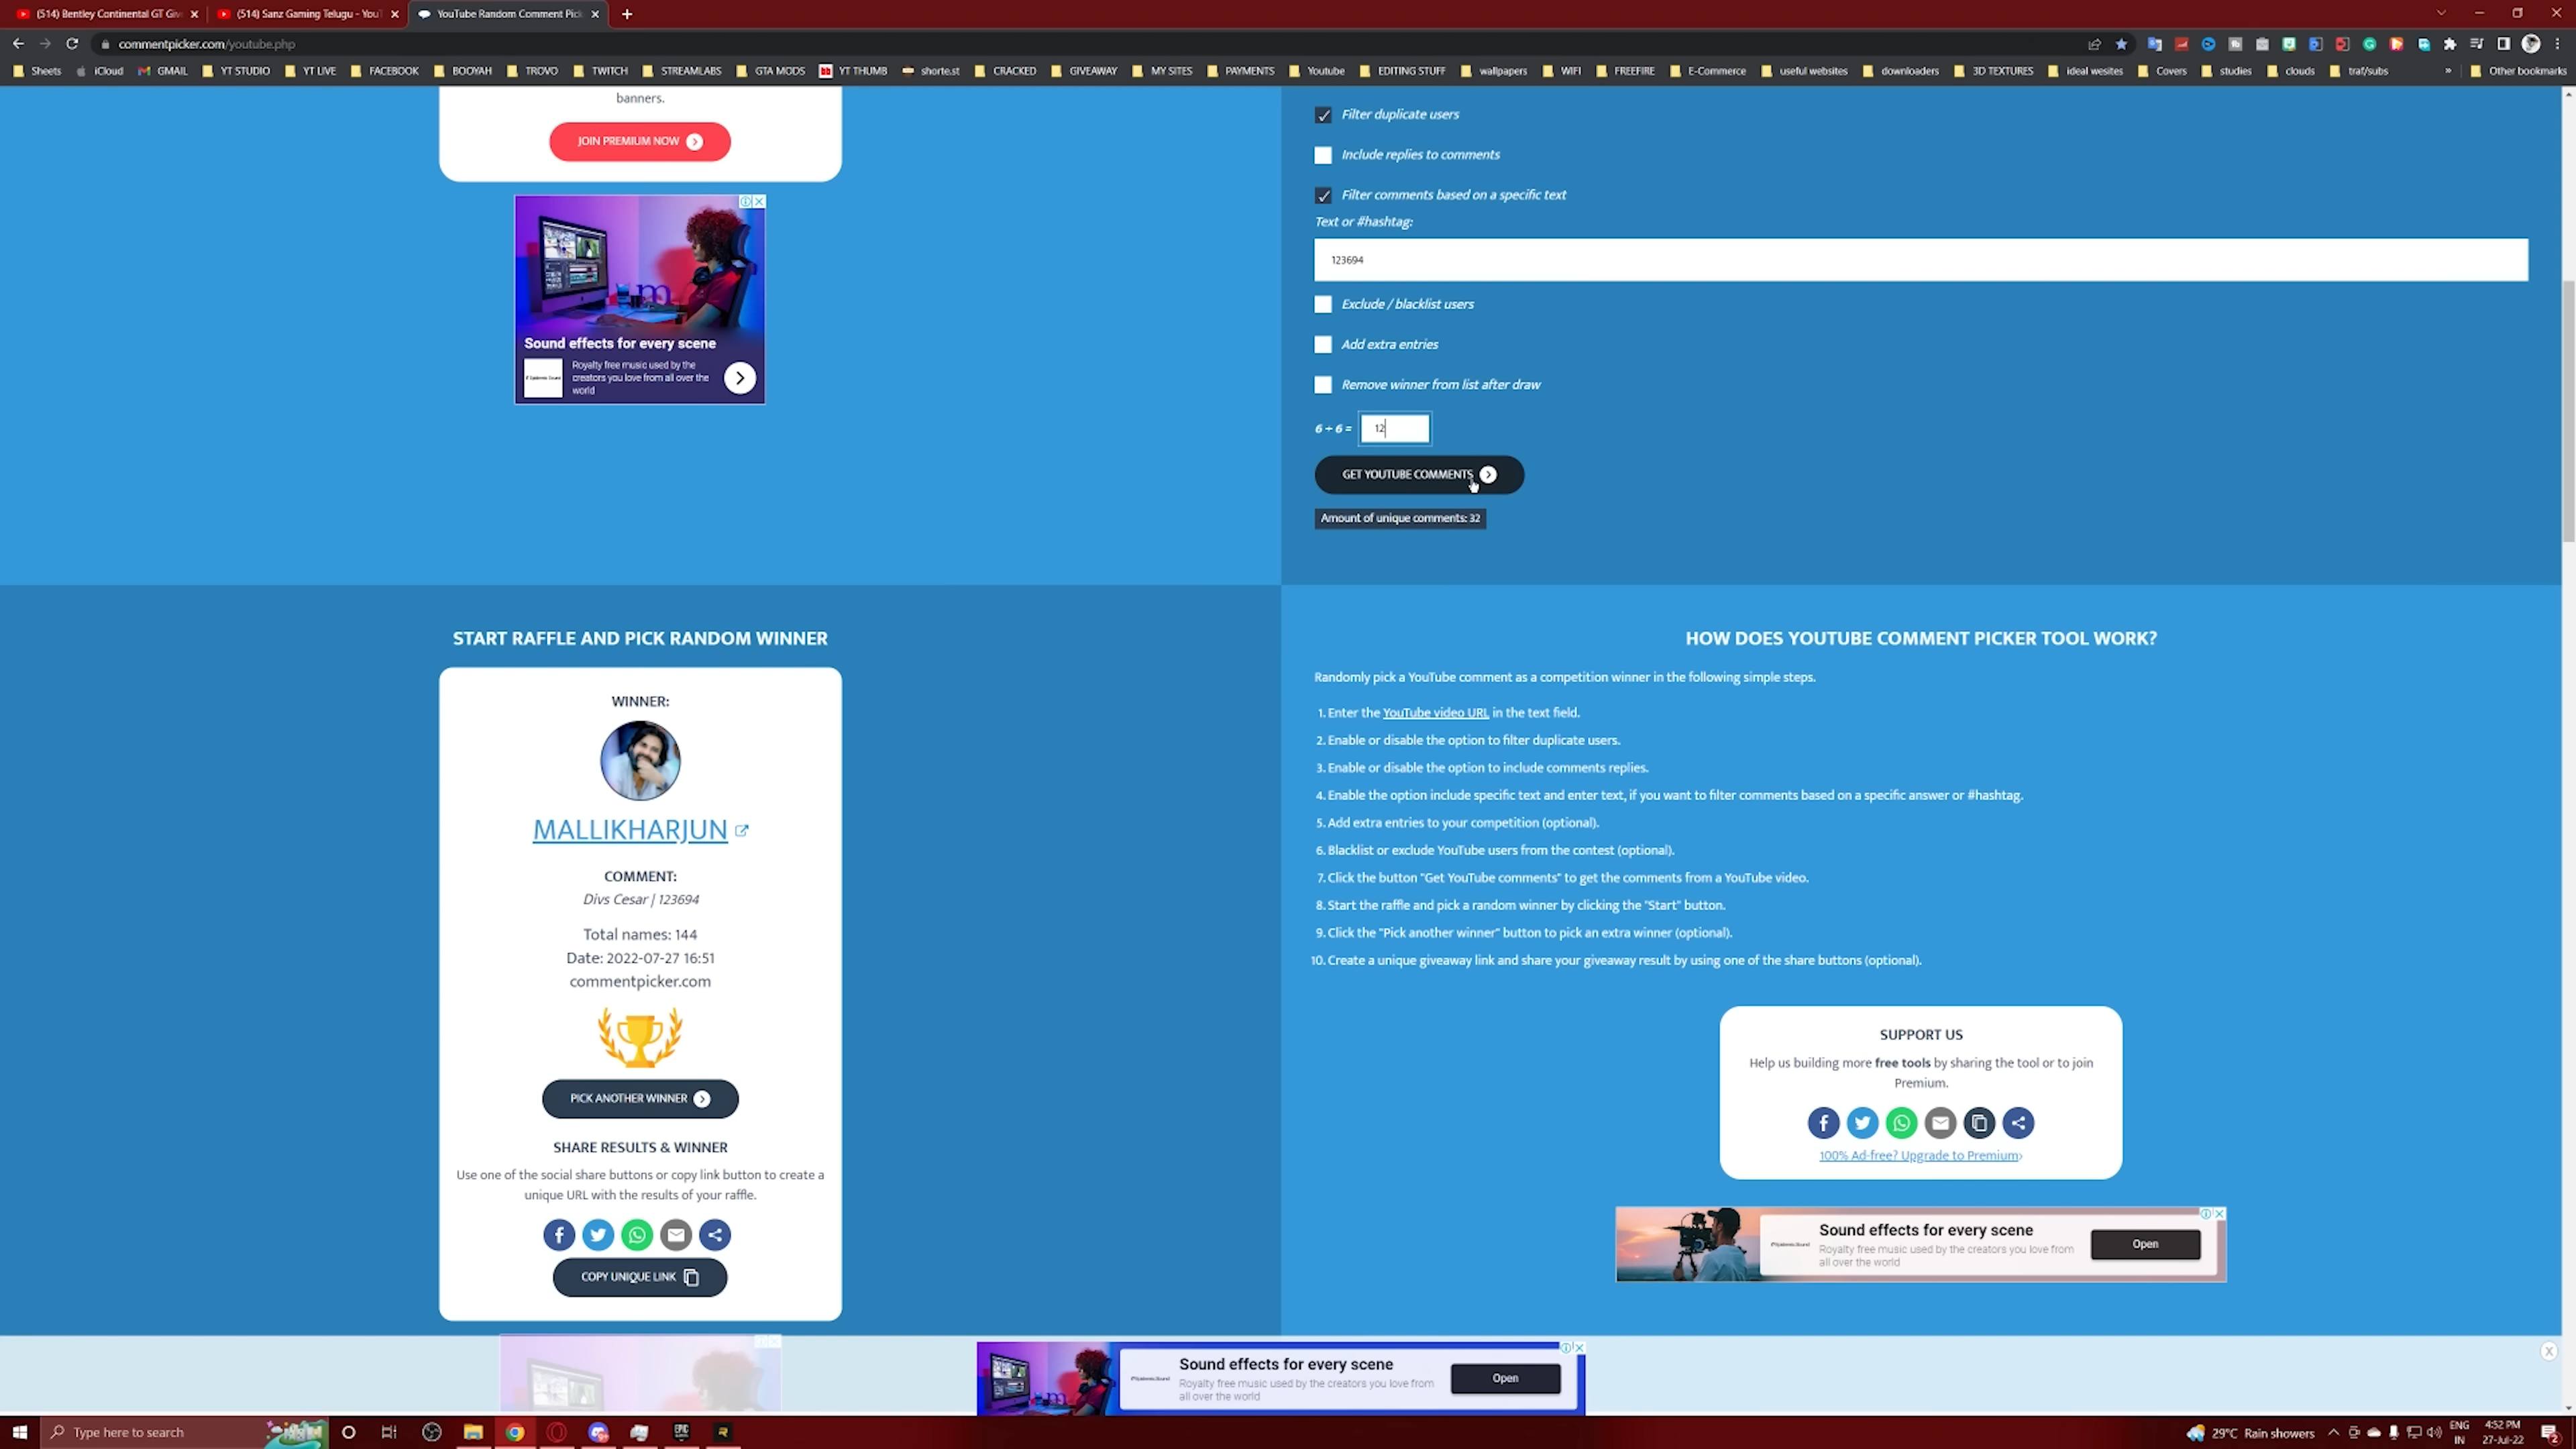 (514) Bentley Continental GT Giv
(514) Sanz Gaming Telugu - YouT
YouTube Random Comment Pic
commentpicker.com/youtube.php
Sheets
iCloud
GMAIL
YT STUDIO
YT LIVE
FACEBOOK
BOOYAH
TROVO
TWITCH
STREAMLABS
GTA MODS
YT THUMB
shorte.st
CRACKED
GIVEAWAY
MY SITES
PAYMENTS
Youtube
EDITING STUFF
wallpapers
WIFI
FREEFIRE
E-Commerce
useful websites
downloaders
3D TEXTURES
ideal wesites
Covers
studies
clouds
traf/subs
»
Other bookmarks
banners.
JOIN PREMIUM NOW
Sound effects for every scene
Royalty free music used by the
creators you love from all over the
world
Filter duplicate users
Include replies to comments
Filter comments based on a specific text
Text or #hashtag:
123694
Exclude / blacklist users
Add extra entries
Remove winner from list after draw
6 + 6 = 12
GET YOUTUBE COMMENTS
Amount of unique comments: 32
START RAFFLE AND PICK RANDOM WINNER
WINNER:
MALLIKHARJUN
COMMENT:
Divs Cesar | 123694
Total names: 144
Date: 2022-07-27 16:51
commentpicker.com
PICK ANOTHER WINNER
SHARE RESULTS & WINNER
Use one of the social share buttons or copy link button to create a
unique URL with the results of your raffle.
COPY UNIQUE LINK
HOW DOES YOUTUBE COMMENT PICKER TOOL WORK?
Randomly pick a YouTube comment as a competition winner in the following simple steps.
1. Enter the YouTube video URL in the text field.
2. Enable or disable the option to filter duplicate users.
3. Enable or disable the option to include comments replies.
4. Enable the option include specific text and enter text, if you want to filter comments based on a specific answer or #hashtag.
5. Add extra entries to your competition (optional).
6. Blacklist or exclude YouTube users from the contest (optional).
7. Click the button "Get YouTube comments" to get the comments from a YouTube video.
8. Start the raffle and pick a random winner by clicking the "Start" button.
9. Click the "Pick another winner" button to pick an extra winner (optional).
10. Create a unique giveaway link and share your giveaway result by using one of the share buttons (optional).
SUPPORT US
Help us building more free tools by sharing the tool or to join
Premium.
100% Ad-free? Upgrade to Premium›
Sound effects for every scene
Royalty free music used by the creators you love from
all over the world
Open
Sound effects for every scene
Royalty free music used by the creators you love from
all over the world
Open
Type here to search
EPIC
29°C Rain showers
ENG
IN
4:52 PM
27-Jul-22
2